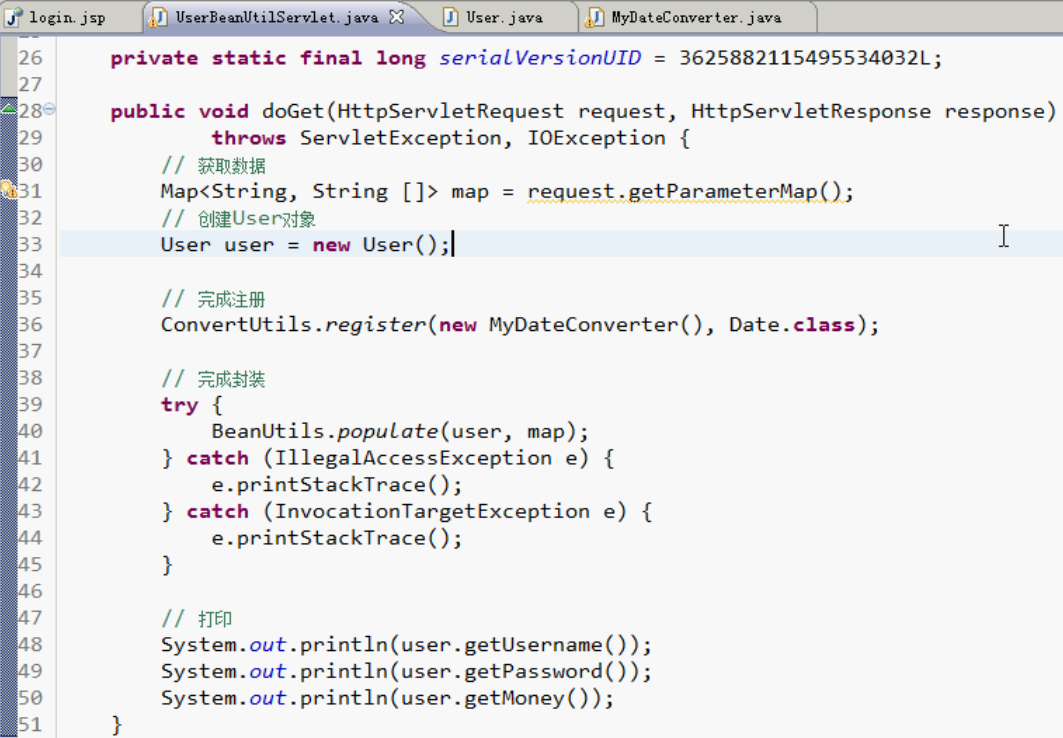 login.jsp UserBeanUtilServlet.java User.java MyDateConverter.java
26 private static final long serialVersionUID = 3625882115495534032L;
27
28 public void doGet(HttpServletRequest request, HttpServletResponse response)
29 throws ServletException, IOException {
30 // 获取数据
31 Map<String, String []> map = request.getParameterMap();
32 // 创建User对象
33 User user = new User();
34
35 // 完成注册
36 ConvertUtils.register(new MyDateConverter(), Date.class);
37
38 // 完成封装
39 try {
40 BeanUtils.populate(user, map);
41 } catch (IllegalAccessException e) {
42 e.printStackTrace();
43 } catch (InvocationTargetException e) {
44 e.printStackTrace();
45 }
46
47 // 打印
48 System.out.println(user.getUsername());
49 System.out.println(user.getPassword());
50 System.out.println(user.getMoney());
51 }